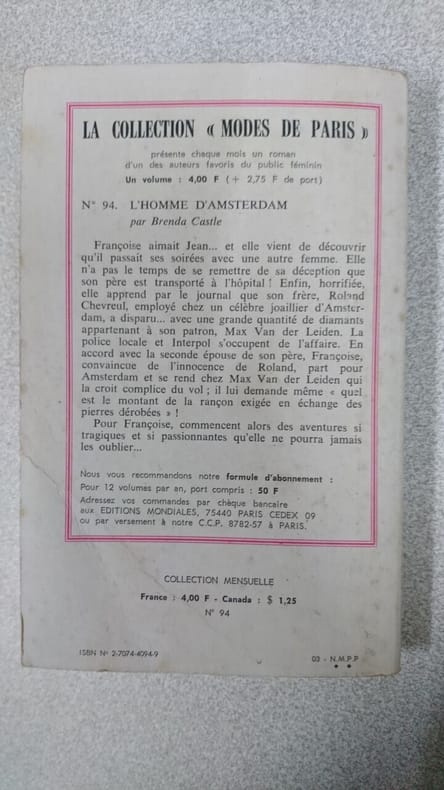 LA COLLECTION « MODES DE PARIS »
présente chaque mois un roman
d'un des auteurs favoris du public féminin
Un volume : 4,00 F (+ 2,75 F de port)
N° 94. L'HOMME D'AMSTERDAM
par Brenda Castle
Françoise aimait Jean... et elle vient de découvrir
qu'il passait ses soirées avec une autre femme. Elle
n'a pas le temps de se remettre de sa déception que
son père est transporté à l'hôpital ! Enfin, horrifiée,
elle apprend par le journal que son frère, Roland
Chevreul, employé chez un célèbre joaillier d'Amster-
dam, a disparu... avec une grande quantité de diamants
appartenant à son patron, Max Van der Leiden. La
police locale et Interpol s'occupent de l'affaire. En
accord avec la seconde épouse de son père, Françoise,
convaincue de l'innocence de Roland, part pour
Amsterdam et se rend chez Max Van der Leiden qui
la croit complice du vol ; il lui demande même « quel
est le montant de la rançon exigée en échange des
pierres dérobées » !
Pour Françoise, commencent alors des aventures si
tragiques et si passionnantes qu'elle ne pourra jamais
les oublier...
Nous vous recommandons notre formule d'abonnement :
Pour 12 volumes par an, port compris : 50 F
Adressez vos commandes par chèque bancaire
aux EDITIONS MONDIALES, 75440 PARIS CEDEX 09
ou par versement à notre C.C.P. 8782-57 à PARIS.
COLLECTION MENSUELLE
France : 4,00 F - Canada : $ 1,25
N° 94
ISBN N° 2-7074-4094-9
03 - N.M.P.P